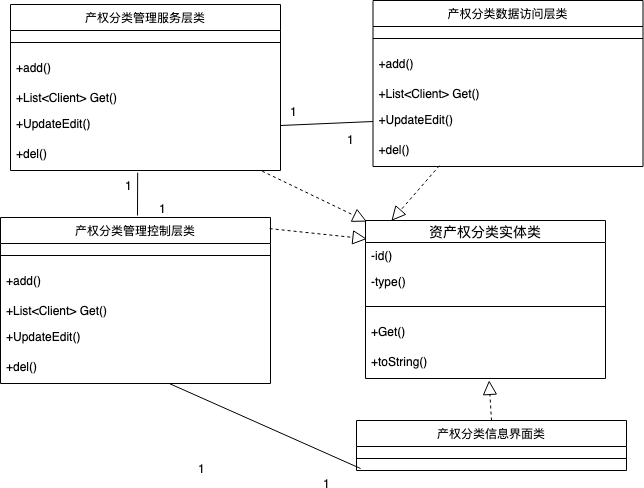 产权分类管理服务层类
+add()
+List<Client> Get()
+UpdateEdit()
+del()
产权分类数据访问层类
+add()
+List<Client> Get()
+UpdateEdit()
+del()
1
1
1
1
产权分类管理控制层类
+add()
+List<Client> Get()
+UpdateEdit()
+del()
资产权分类实体类
-id()
-type()
+Get()
+toString()
产权分类信息界面类
1
1